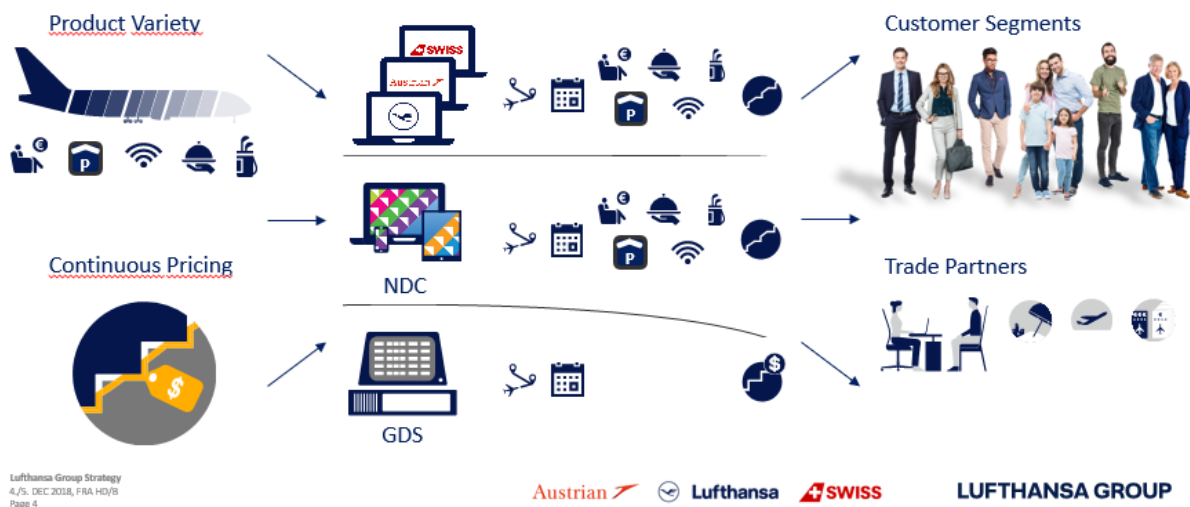 Product Variety
Customer Segments
SWISS
Austrian
€
€
P
P
€
P
NDC
Continuous Pricing
Trade Partners
$
$
GDS
Lufthansa Group Strategy
4./5. DEC 2018, FRA HD/B
Page 4
Austrian
Lufthansa
SWISS
LUFTHANSA GROUP